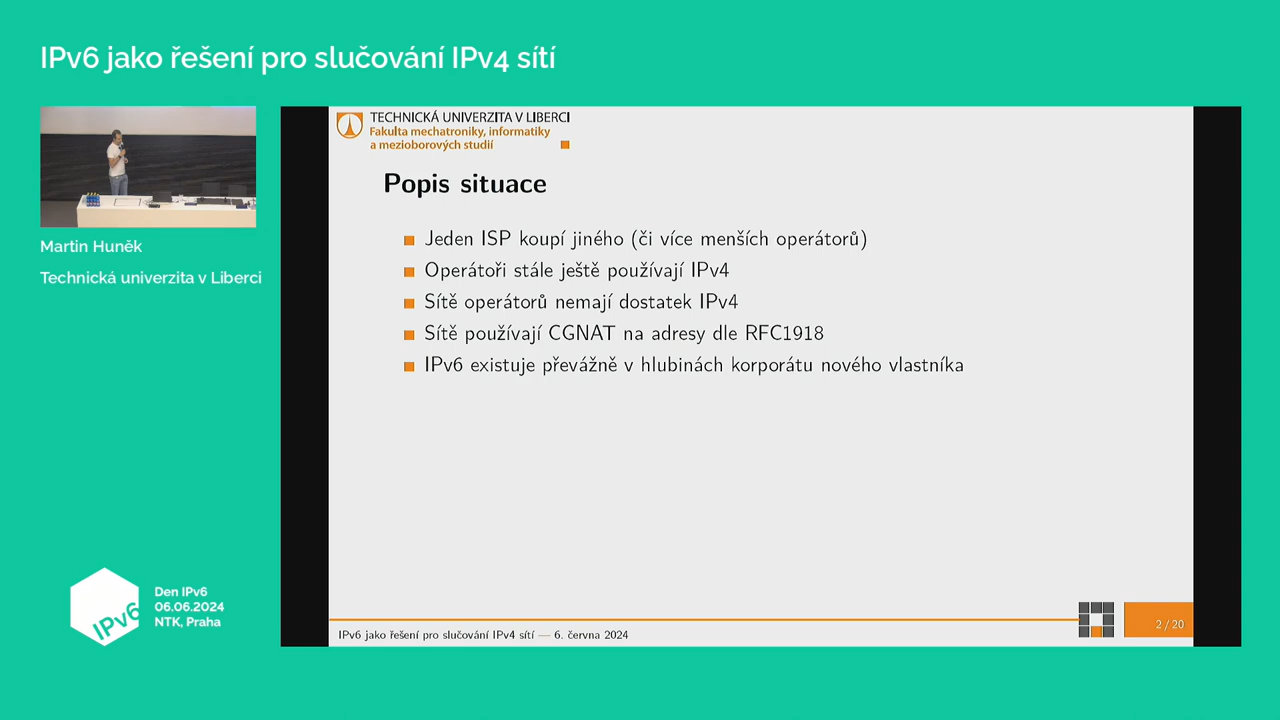 IPv6 jako řešení pro slučování IPv4 sítí
Martin Huněk
Technická univerzita v Liberci
Den IPv6
06.06.2024
NTK, Praha
IPv6
TECHNICKÁ UNIVERZITA V LIBERCI
Fakulta mechatroniky, informatiky
a mezioborových studií
Popis situace
Jeden ISP koupí jiného (či více menších operátorů)
Operátoři stále ještě používají IPv4
Sítě operátorů nemají dostatek IPv4
Sítě používají CGNAT na adresy dle RFC1918
IPv6 existuje převážně v hlubinách korporátu nového vlastníka
IPv6 jako řešení pro slučování IPv4 sítí — 6. června 2024
2 / 20